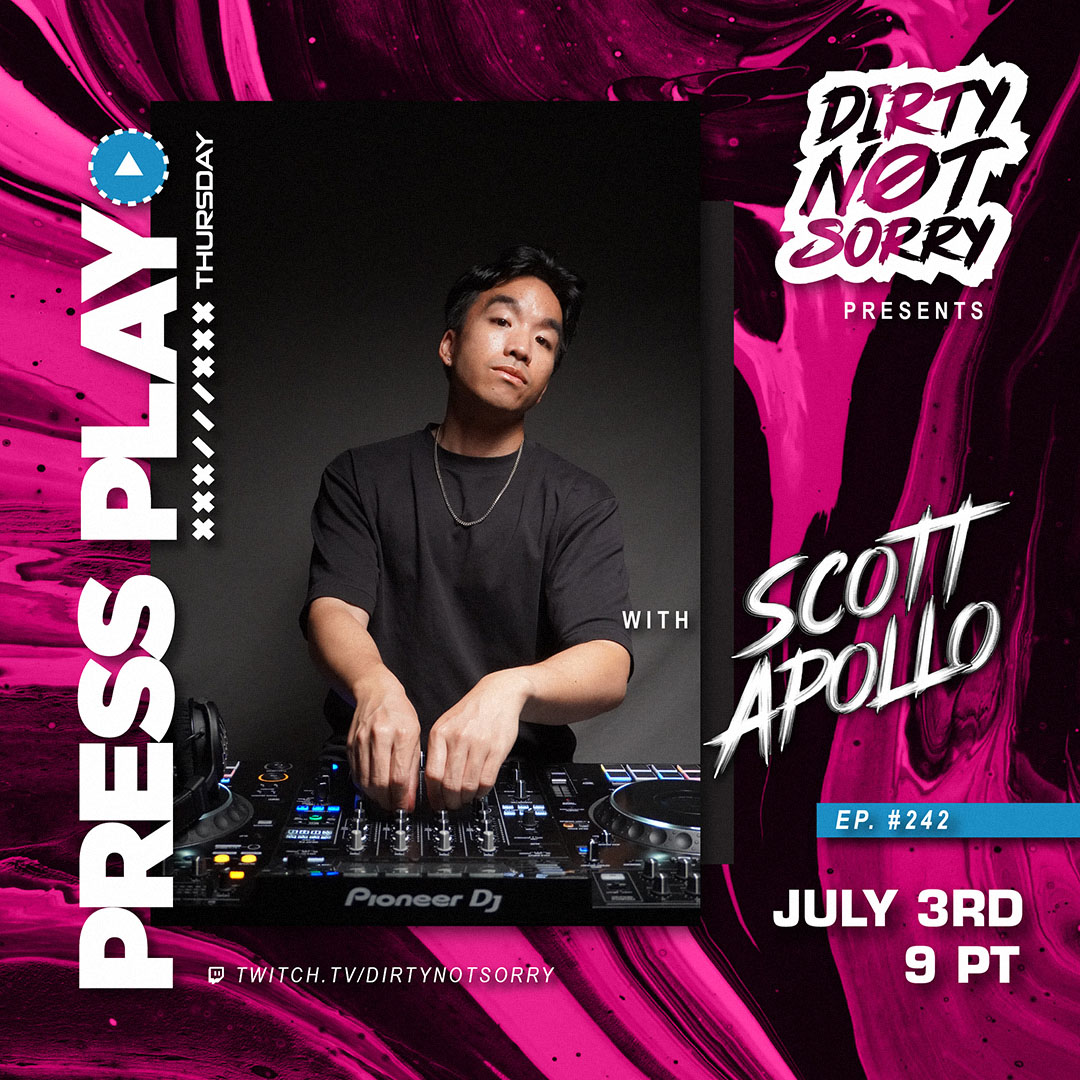 DIRTY
NØT
SORRY
PRESENTS
PRESS PLAY
THURSDAY
WITH
SCOTT
APOLLO
EP. #242
JULY 3RD
9 PT
Pioneer Dj
TWITCH.TV/DIRTYNOTSORRY